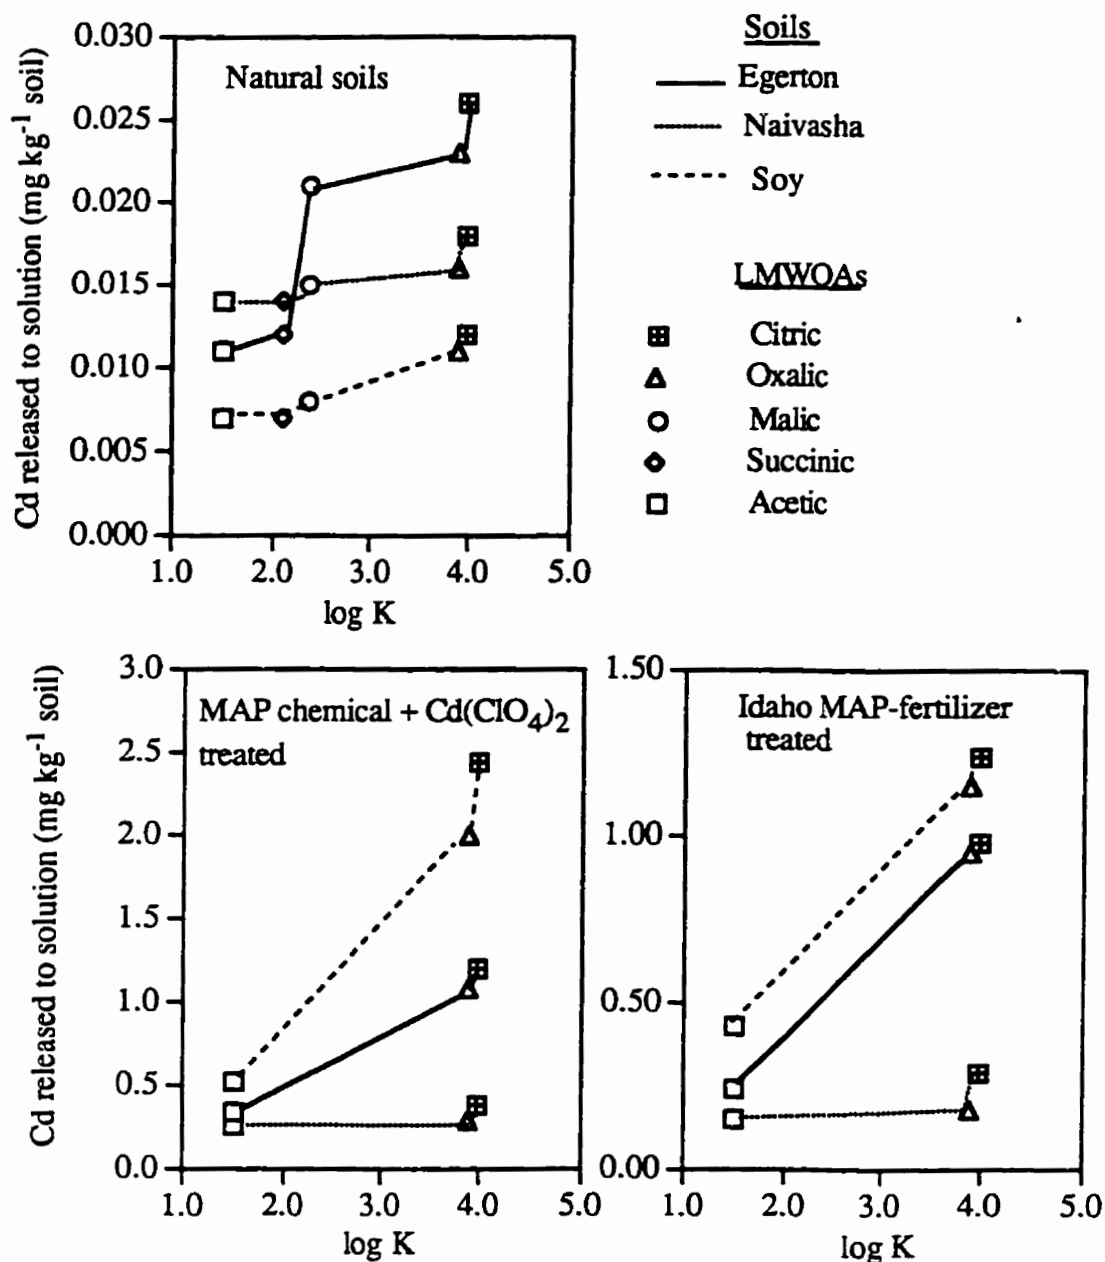 Cd released to solution (mg kg⁻¹ soil)
0.030
0.025
0.020
0.015
0.010
0.005
0.000
Natural soils
1.0 2.0 3.0 4.0 5.0
log K
Soils
Egerton
Naivasha
Soy
LMWOAs
Citric
Oxalic
Malic
Succinic
Acetic
Cd released to solution (mg kg⁻¹ soil)
3.0
2.5
2.0
1.5
1.0
0.5
0.0
MAP chemical + Cd(ClO₄)₂
treated
1.0 2.0 3.0 4.0 5.0
log K
1.50
1.00
0.50
0.00
Idaho MAP-fertilizer
treated
1.0 2.0 3.0 4.0 5.0
log K